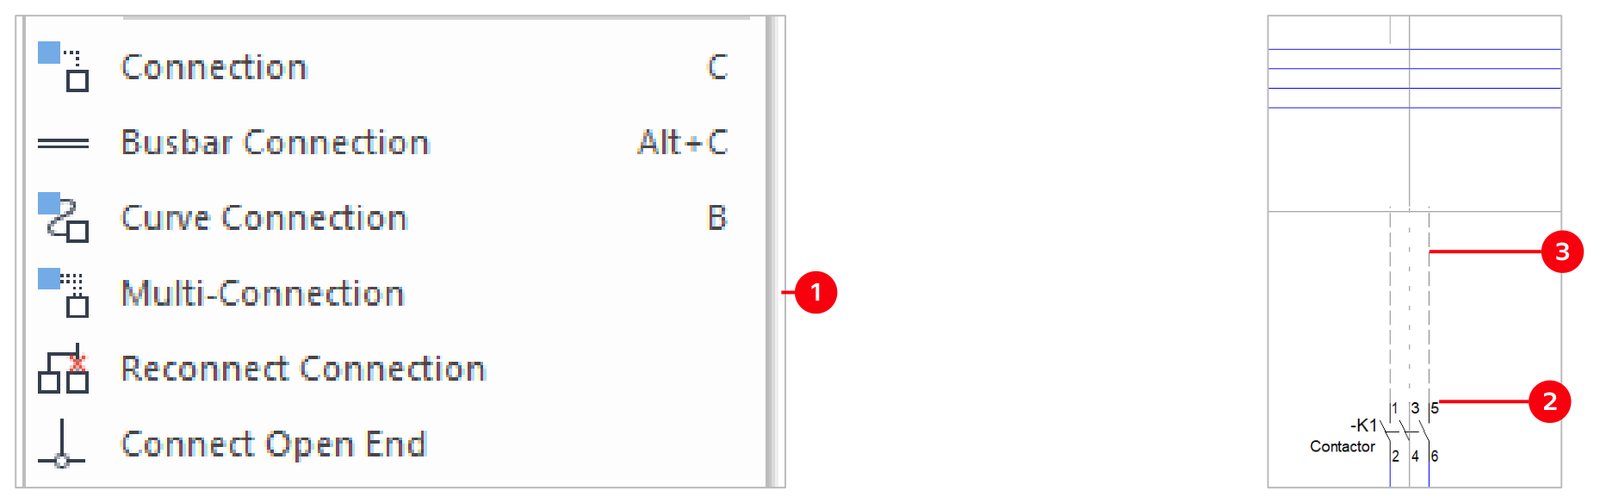 Connection C
Busbar Connection Alt+C
Curve Connection B
Multi-Connection
Reconnect Connection
Connect Open End
1
3
2
1 3 5
-K1
Contactor
2 4 6